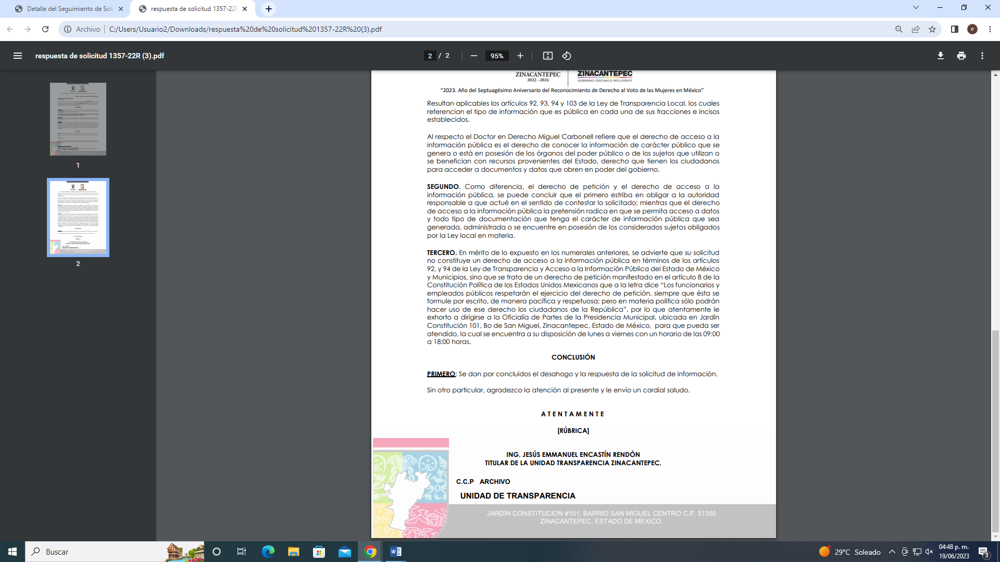 Detalle del Seguimiento de Soli
respuesta de solicitud 1357-22R
Archivo
C:/Users/Usuario2/Downloads/respuesta%20de%20solicitud%201357-22R%20(3).pdf
e
respuesta de solicitud 1357-22R (3).pdf
2 / 2
95%
1
2
ZINACANTEPEC
2022 - 2024
ZINACANTEPEC
GOBIERNO CERCANO E INCLUYENTE
“2023. Año del Septuagésimo Aniversario del Reconocimiento de Derecho al Voto de las Mujeres en México”
Resultan aplicables los artículos 92, 93, 94 y 103 de la Ley de Transparencia Local, los cuales
referencian el tipo de información que es pública en cada una de sus fracciones e incisos
establecidos.
Al respecto el Doctor en Derecho Miguel Carbonell refiere que el derecho de acceso a la
información pública es el derecho de conocer la información de carácter público que se
genera o está en posesión de los órganos del poder público o de los sujetos que utilizan o
se benefician con recursos provenientes del Estado, derecho que tienen los ciudadanos
para acceder a documentos y datos que obren en poder del gobierno.
SEGUNDO. Como diferencia, el derecho de petición y el derecho de acceso a la
información pública, se puede concluir que el primero estriba en obligar a la autoridad
responsable a que actué en el sentido de contestar lo solicitado; mientras que el derecho
de acceso a la información pública la pretensión radica en que se permita acceso a datos
y todo tipo de documentación que tenga el carácter de información pública que sea
generada, administrada o se encuentre en posesión de los considerados sujetos obligados
por la Ley local en materia.
TERCERO. En mérito de lo expuesto en los numerales anteriores, se advierte que su solicitud
no constituye un derecho de acceso a la información pública en términos de los artículos
92, y 94 de la Ley de Transparencia y Acceso a la Información Pública del Estado de México
y Municipios, sino que se trata de un derecho de petición manifestado en el artículo 8 de la
Constitución Política de los Estados Unidos Mexicanos que a la letra dice “Los funcionarios y
empleados públicos respetarán el ejercicio del derecho de petición, siempre que ésta se
formule por escrito, de manera pacífica y respetuosa; pero en materia política sólo podrán
hacer uso de ese derecho los ciudadanos de la República”, por lo que atentamente le
exhorto a dirigirse a la Oficialía de Partes de la Presidencia Municipal, ubicada en Jardín
Constitución 101, Bo de San Miguel, Zinacantepec, Estado de México, para que pueda ser
atendido, la cual se encuentra a su disposición de lunes a viernes con un horario de las 09:00
a 18:00 horas.
CONCLUSIÓN
PRIMERO: Se dan por concluidos el desahogo y la respuesta de la solicitud de información.
Sin otro particular, agradezco la atención al presente y le envío un cordial saludo.
A T E N T A M E N T E
[RÚBRICA]
ING. JESÚS EMMANUEL ENCASTÍN RENDÓN
TITULAR DE LA UNIDAD TRANSPARENCIA ZINACANTEPEC.
C.C.P ARCHIVO
UNIDAD DE TRANSPARENCIA
JARDIN CONSTITUCION #101, BARRIO SAN MIGUEL CENTRO C.P. 51350
ZINACANTEPEC, ESTADO DE MEXICO.
Buscar
29°C Soleado
04:48 p. m.
19/06/2023
3